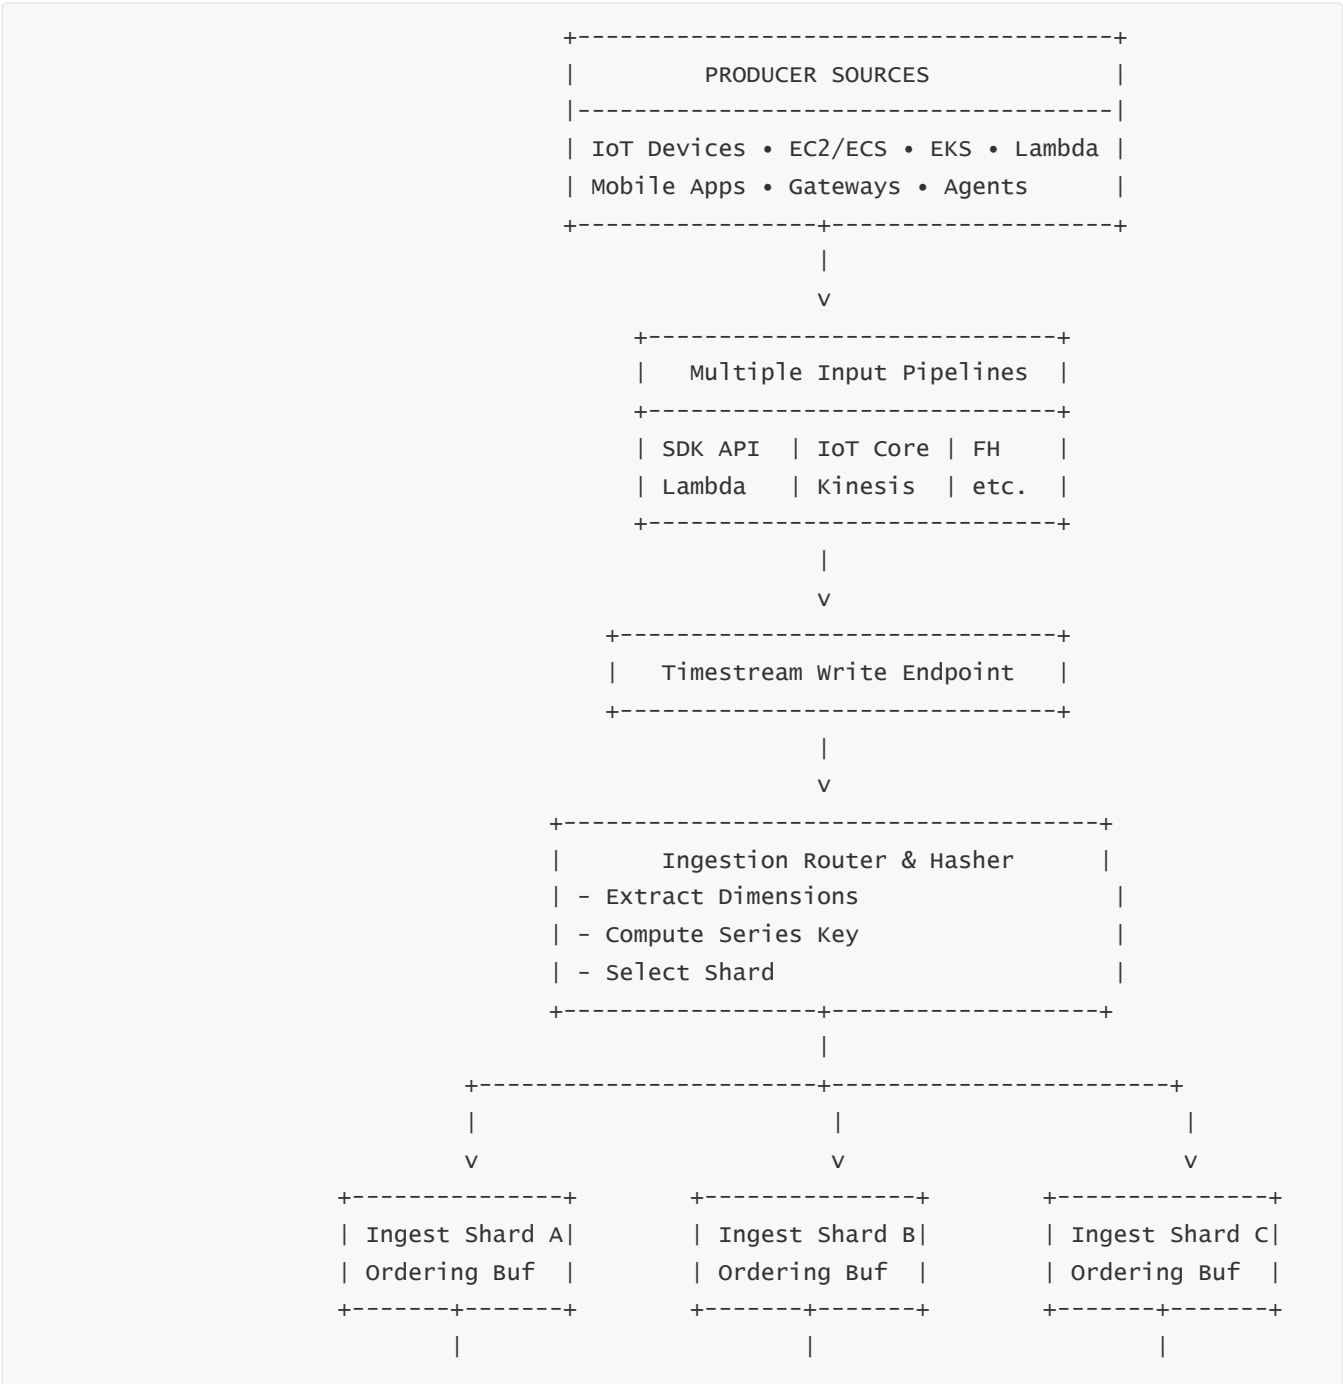 +-------------------------------------+
|         PRODUCER SOURCES             |
|--------------------------------------|
| IoT Devices • EC2/ECS • EKS • Lambda |
| Mobile Apps • Gateways • Agents      |
+-----------------+--------------------+
|
v
+-----------------------------+
|   Multiple Input Pipelines  |
+-----------------------------+
| SDK API  | IoT Core | FH    |
| Lambda   | Kinesis  | etc.  |
+-----------------------------+
|
v
+-------------------------------+
|   Timestream Write Endpoint   |
+-------------------------------+
|
v
+--------------------------------------+
|       Ingestion Router & Hasher      |
| - Extract Dimensions                  |
| - Compute Series Key                  |
| - Select Shard                        |
+------------------+-------------------+
|
+------------------------+------------------------+
|                         |                        |
v                         v                        v
+---------------+        +---------------+        +---------------+
| Ingest Shard A|        | Ingest Shard B|        | Ingest Shard C|
| Ordering Buf  |        | Ordering Buf  |        | Ordering Buf  |
+-------+-------+        +-------+-------+        +-------+-------+
|                        |                        |